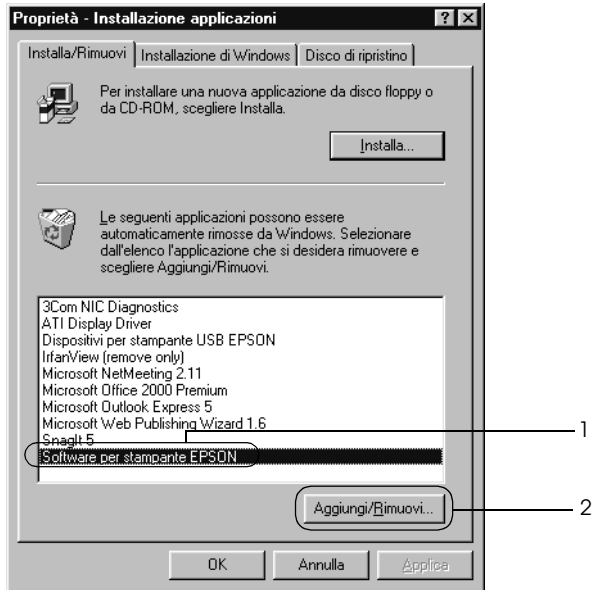 Proprietà - Installazione applicazioni
Installa/Rimuovi
Installazione di Windows
Disco di ripristino
Per installare una nuova applicazione da disco floppy o
da CD-ROM, scegliere Installa.
Installa...
Le seguenti applicazioni possono essere
automaticamente rimosse da Windows. Selezionare
dall'elenco l'applicazione che si desidera rimuovere e
scegliere Aggiungi/Rimuovi.
3Com NIC Diagnostics
ATI Display Driver
Dispositivi per stampante USB EPSON
IrfanView (remove only)
Microsoft NetMeeting 2.11
Microsoft Office 2000 Premium
Microsoft Outlook Express 5
Microsoft Web Publishing Wizard 1.6
SnagIt 5
Software per stampante EPSON
1
Aggiungi/Rimuovi...
2
OK
Annulla
Applica